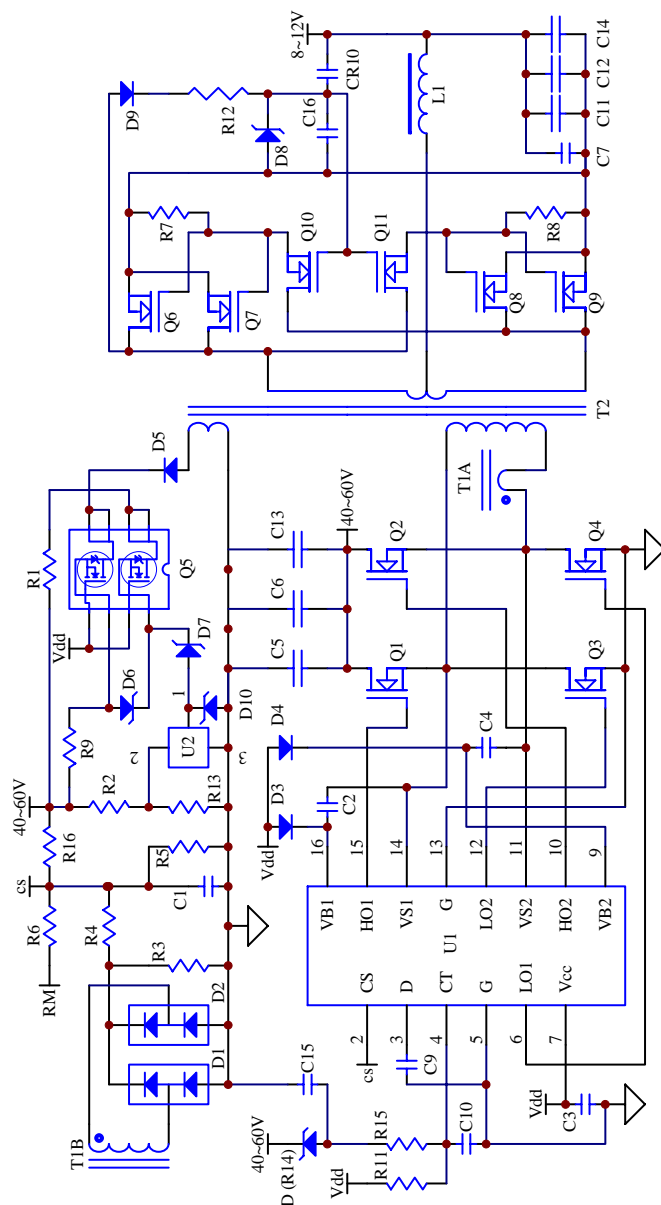 8~12V
D9
R12
CR10
C16
D8
L1
C14
C12
C11
C7
R7
Q10
Q11
R8
Q6
Q7
Q8
Q9
T2
D5
T1A
R1
Q5
C13
40~60V
Q2
Q4
Vdd
D7
C6
D6
1
D10
C5
Q1
Q3
R9
U2
D4
C4
40~60V
R2
2
R13
3
D3
C2
Vdd
R16
R5
16
15
14
13
12
11
10
9
cs
C1
VB1
HO1
VS1
G
LO2
VS2
HO2
VB2
U1
R6
R4
R3
CS
D
CT
G
LO1
Vcc
RM
D2
2
3
4
5
6
7
cs
C9
D1
C15
C10
Vdd
C3
T1B
40~60V
D (R14)
R15
R11
Vdd